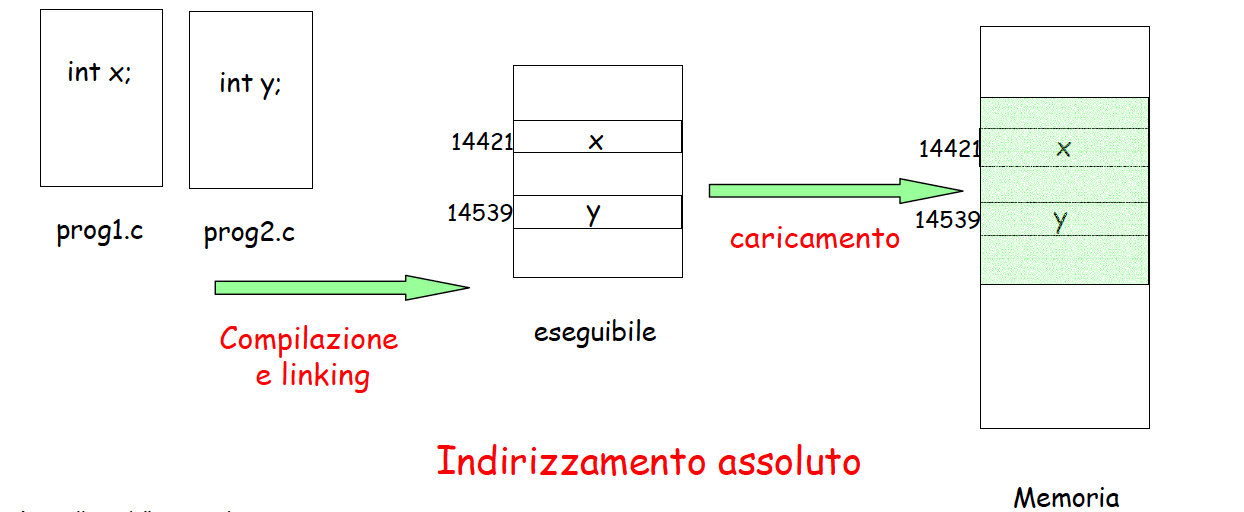 int x;
int y;
prog1.c
prog2.c
Compilazione
e linking
14421
x
14539
y
eseguibile
caricamento
14421
x
14539
y
Memoria
Indirizzamento assoluto